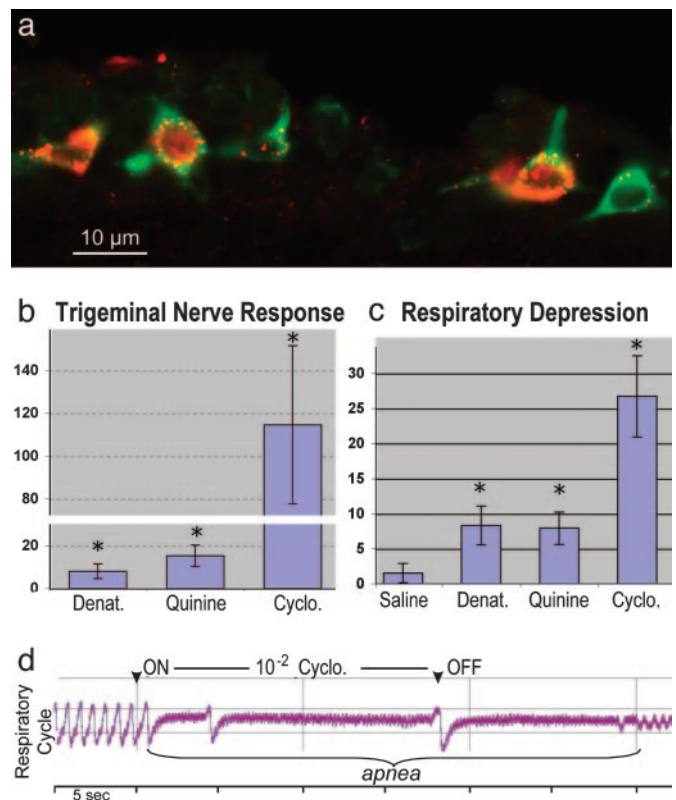 a
10 µm
b Trigeminal Nerve Response
140
120
100
80
20
0
*
*
*
Denat. Quinine Cyclo.
c Respiratory Depression
30
25
20
15
10
5
0
*
*
*
Saline Denat. Quinine Cyclo.
d
ON 10⁻² Cyclo. OFF
Respiratory
Cycle
apnea
5 sec